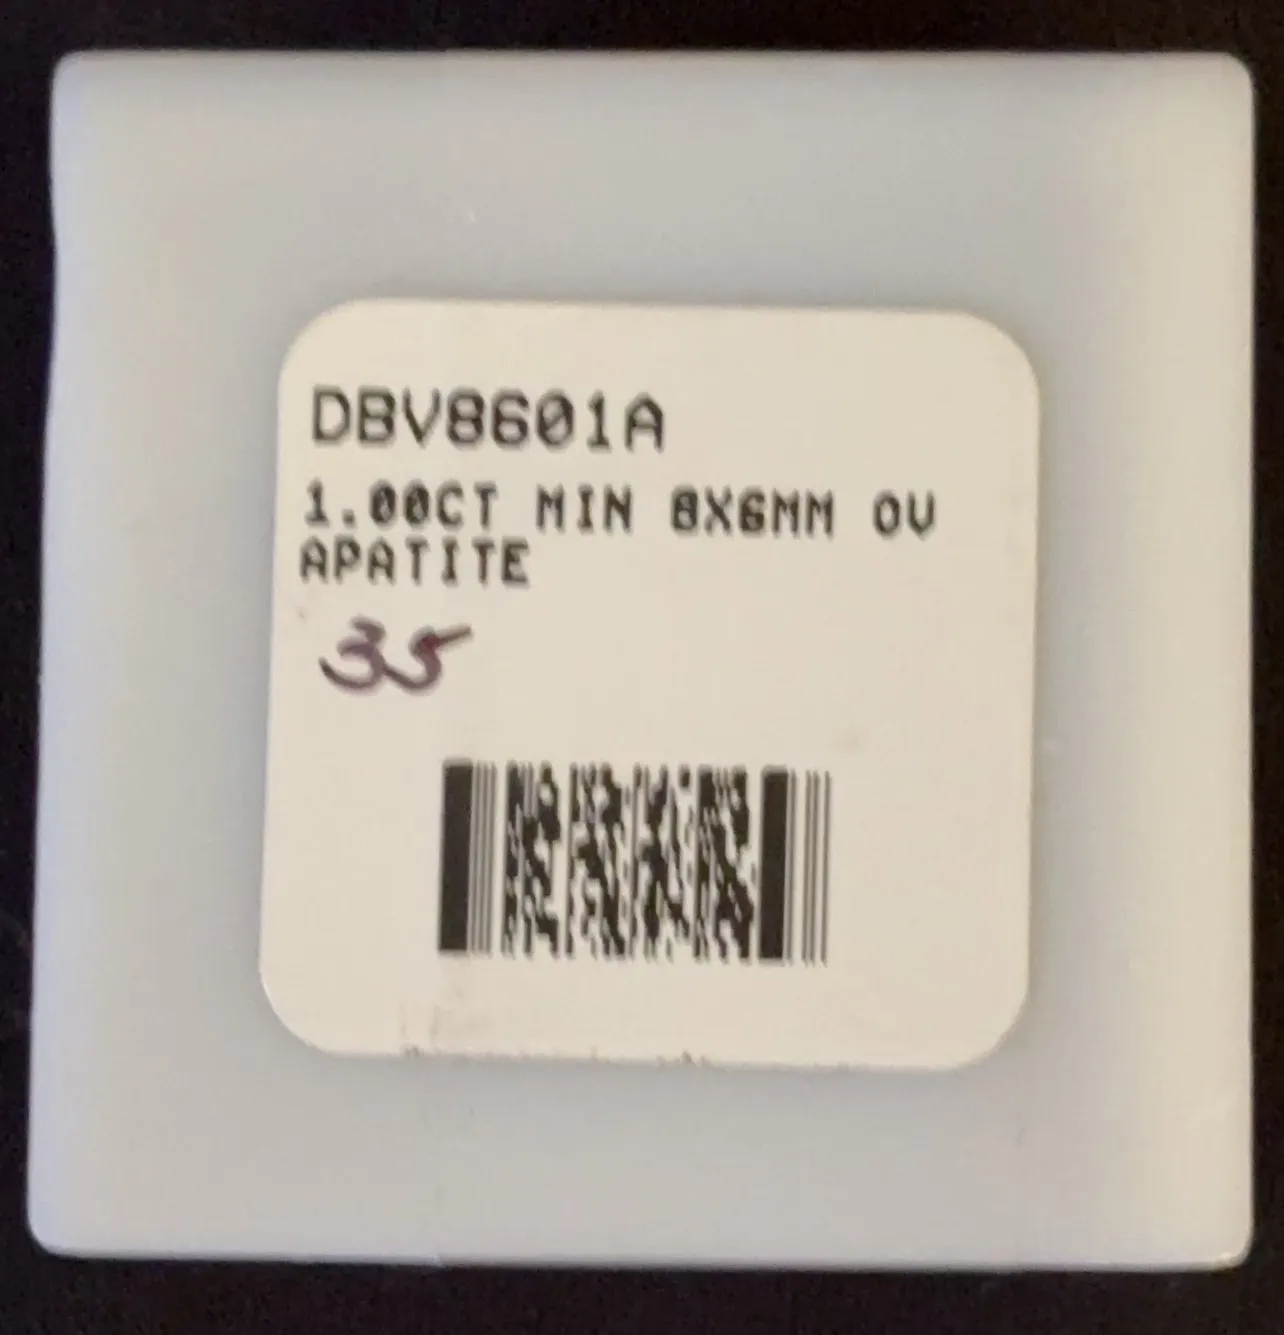 DBV8601A
1.00CT MIN 8X6MM OV
APATITE
35